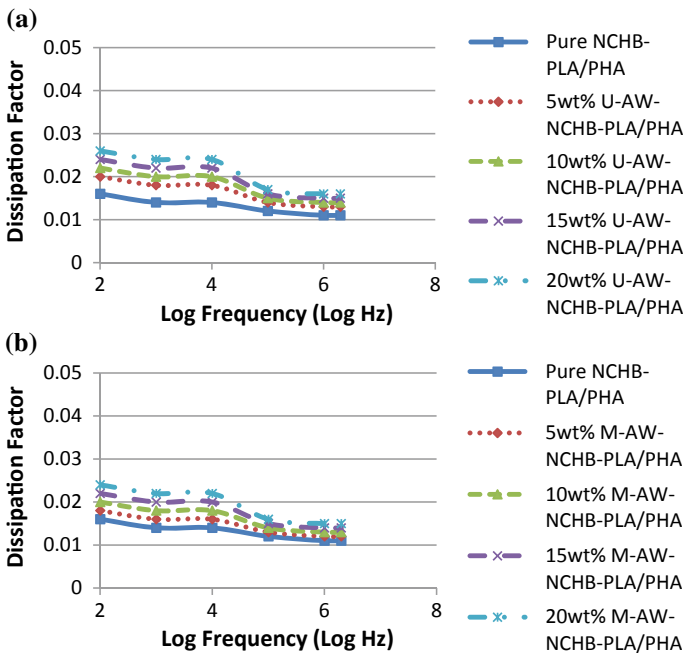 (a)
0.05
0.04
0.03
0.02
0.01
0
Dissipation Factor
2
4
6
8
Log Frequency (Log Hz)
Pure NCHB-
PLA/PHA
5wt% U-AW-
NCHB-PLA/PHA
10wt% U-AW-
NCHB-PLA/PHA
15wt% U-AW-
NCHB-PLA/PHA
20wt% U-AW-
NCHB-PLA/PHA
(b)
0.05
0.04
0.03
0.02
0.01
0
Dissipation Factor
2
4
6
8
Log Frequency (Log Hz)
Pure NCHB-
PLA/PHA
5wt% M-AW-
NCHB-PLA/PHA
10wt% M-AW-
NCHB-PLA/PHA
15wt% M-AW-
NCHB-PLA/PHA
20wt% M-AW-
NCHB-PLA/PHA